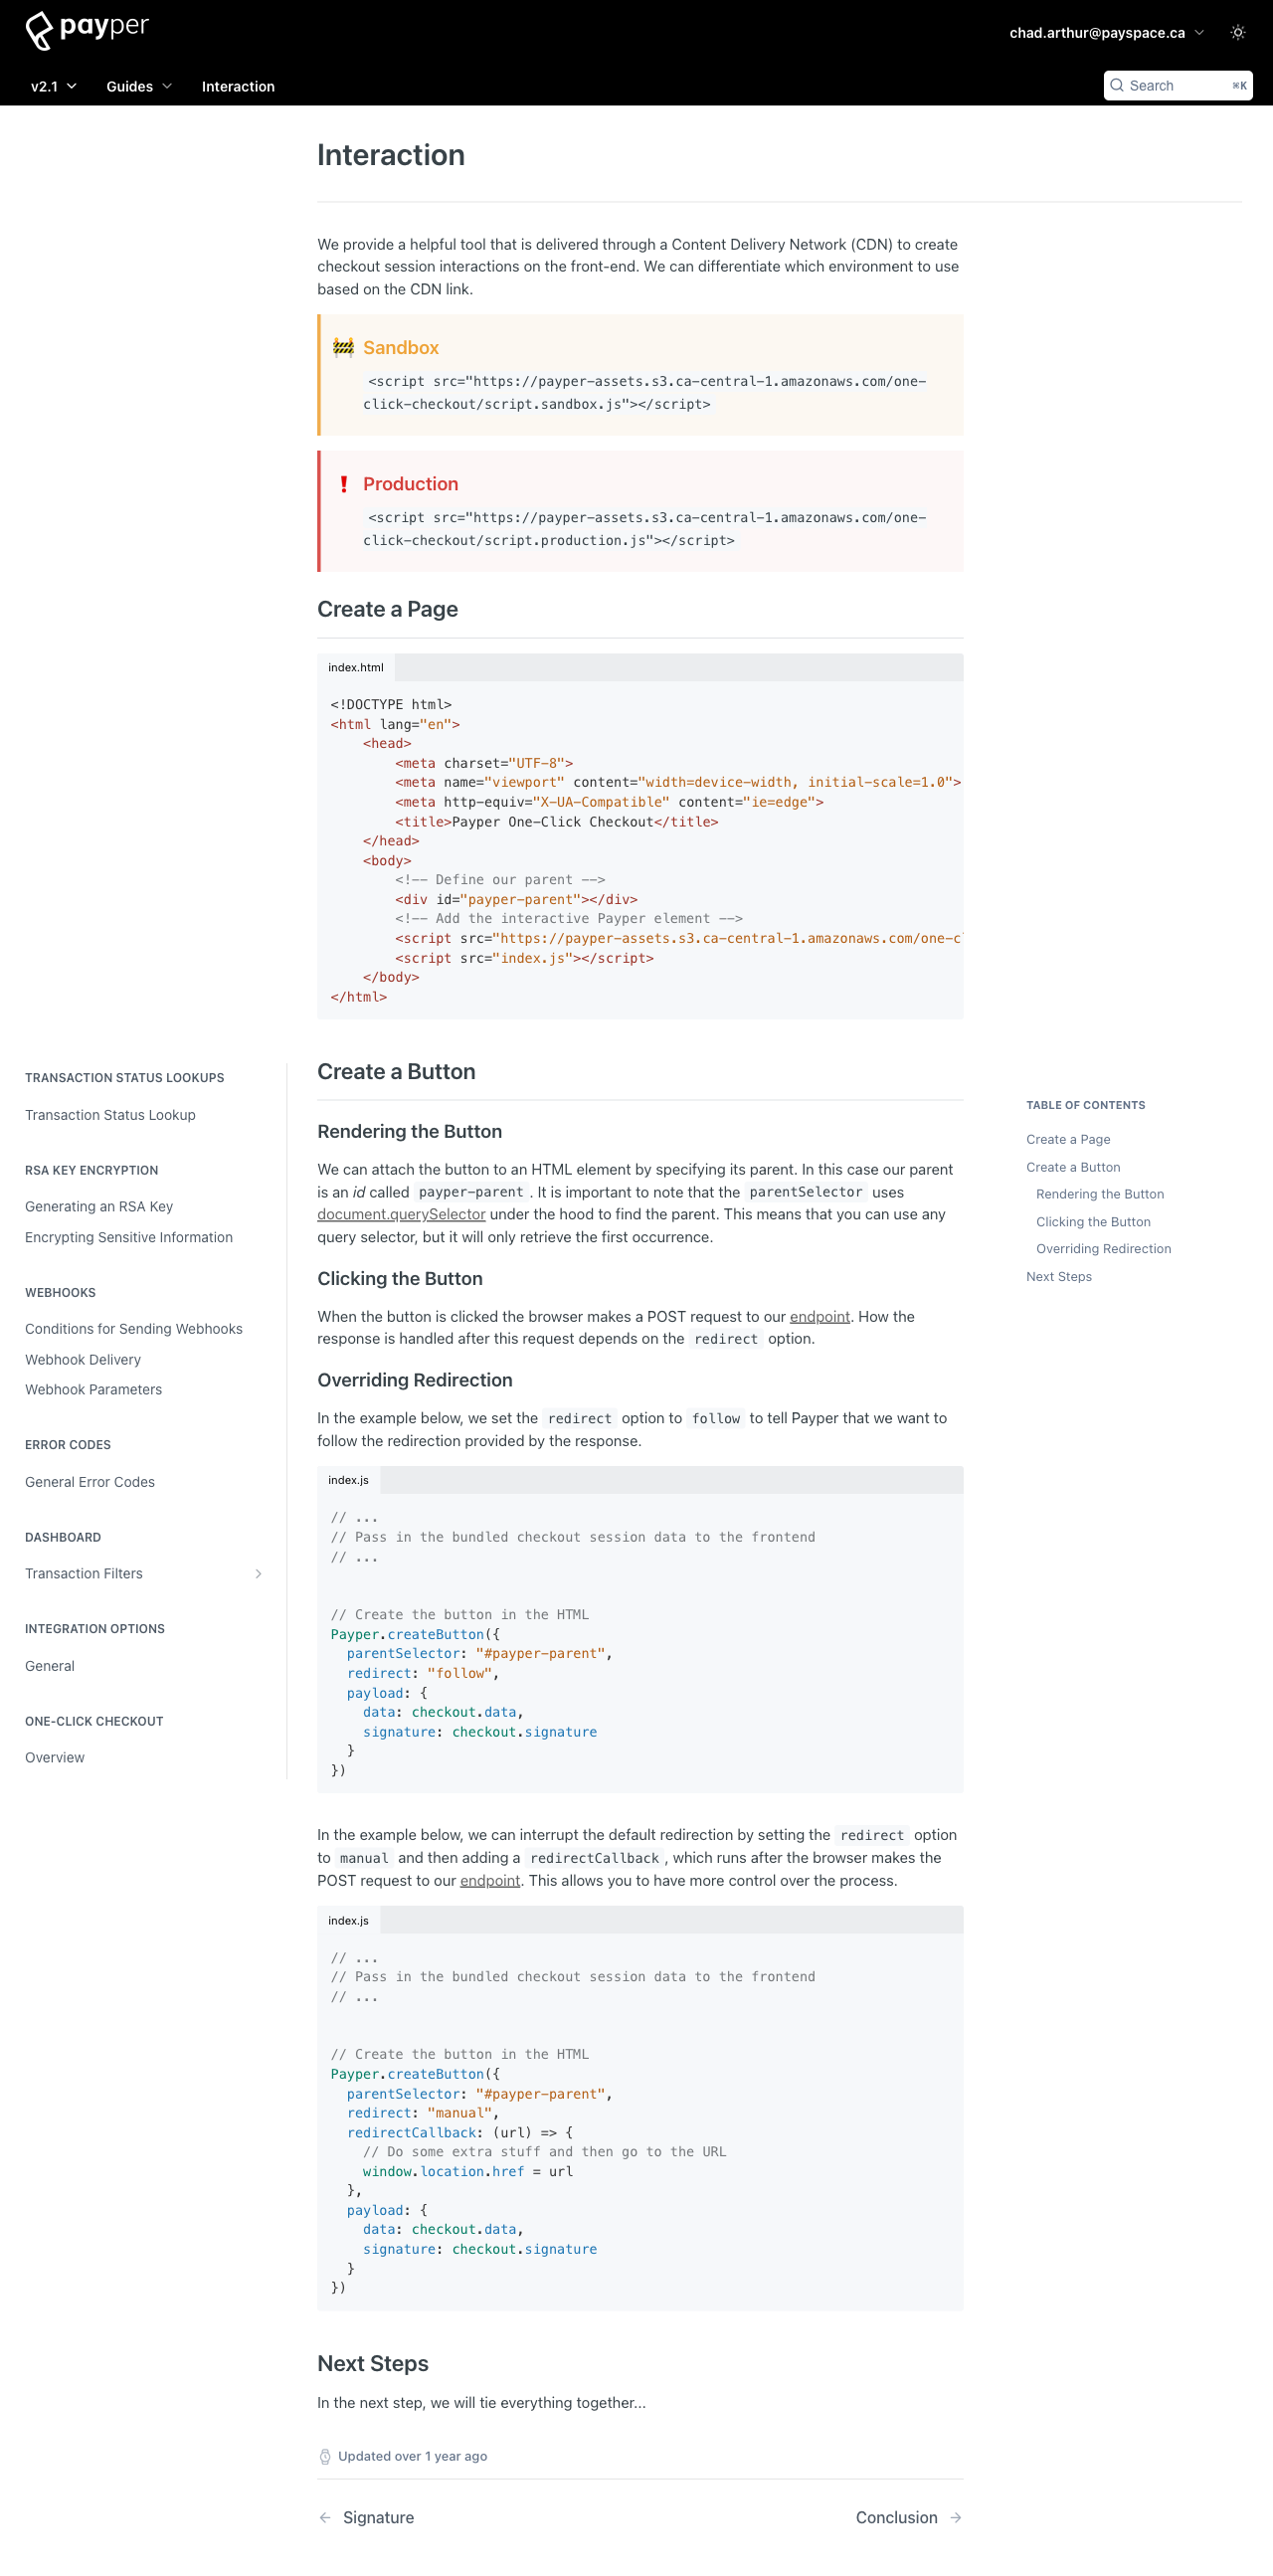 payper
chad.arthur@payspace.ca
v2.1
Guides
Interaction
Search
⌘K
Interaction
We provide a helpful tool that is delivered through a Content Delivery Network (CDN) to create
checkout session interactions on the front-end. We can differentiate which environment to use
based on the CDN link.
🚧 Sandbox
<script src="https://payper-assets.s3.ca-central-1.amazonaws.com/one-
click-checkout/script.sandbox.js"></script>
❗ Production
<script src="https://payper-assets.s3.ca-central-1.amazonaws.com/one-
click-checkout/script.production.js"></script>
Create a Page
index.html
<!DOCTYPE html>
<html lang="en">
    <head>
        <meta charset="UTF-8">
        <meta name="viewport" content="width=device-width, initial-scale=1.0">
        <meta http-equiv="X-UA-Compatible" content="ie=edge">
        <title>Payper One-Click Checkout</title>
    </head>
    <body>
        <!-- Define our parent -->
        <div id="payper-parent"></div>
        <!-- Add the interactive Payper element -->
        <script src="https://payper-assets.s3.ca-central-1.amazonaws.com/one-cl
        <script src="index.js"></script>
    </body>
</html>
TRANSACTION STATUS LOOKUPS
Transaction Status Lookup
RSA KEY ENCRYPTION
Generating an RSA Key
Encrypting Sensitive Information
WEBHOOKS
Conditions for Sending Webhooks
Webhook Delivery
Webhook Parameters
ERROR CODES
General Error Codes
DASHBOARD
Transaction Filters
INTEGRATION OPTIONS
General
ONE-CLICK CHECKOUT
Overview
Create a Button
Rendering the Button
We can attach the button to an HTML element by specifying its parent. In this case our parent
is an id called payper-parent . It is important to note that the parentSelector uses
document.querySelector under the hood to find the parent. This means that you can use any
query selector, but it will only retrieve the first occurrence.
Clicking the Button
When the button is clicked the browser makes a POST request to our endpoint. How the
response is handled after this request depends on the redirect option.
Overriding Redirection
In the example below, we set the redirect option to follow to tell Payper that we want to
follow the redirection provided by the response.
index.js
// ...
// Pass in the bundled checkout session data to the frontend
// ...
// Create the button in the HTML
Payper.createButton({
  parentSelector: "#payper-parent",
  redirect: "follow",
  payload: {
    data: checkout.data,
    signature: checkout.signature
  }
})
In the example below, we can interrupt the default redirection by setting the redirect option
to manual and then adding a redirectCallback , which runs after the browser makes the
POST request to our endpoint. This allows you to have more control over the process.
index.js
// ...
// Pass in the bundled checkout session data to the frontend
// ...
// Create the button in the HTML
Payper.createButton({
  parentSelector: "#payper-parent",
  redirect: "manual",
  redirectCallback: (url) => {
    // Do some extra stuff and then go to the URL
    window.location.href = url
  },
  payload: {
    data: checkout.data,
    signature: checkout.signature
  }
})
Next Steps
In the next step, we will tie everything together...
Updated over 1 year ago
← Signature
Conclusion →
TABLE OF CONTENTS
Create a Page
Create a Button
Rendering the Button
Clicking the Button
Overriding Redirection
Next Steps